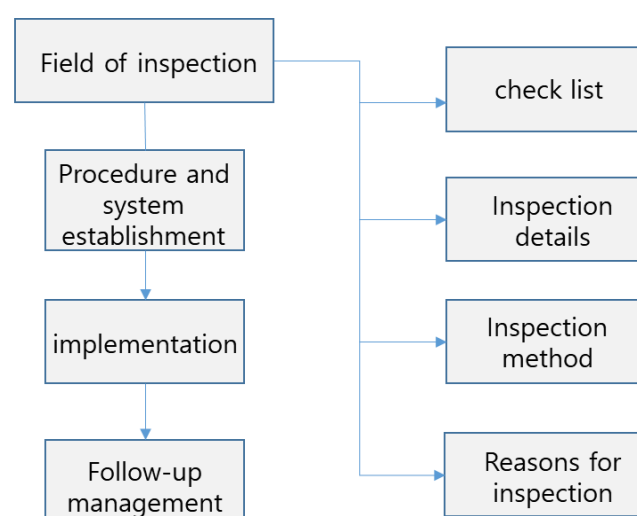 Field of inspection
Procedure and
system
establishment
implementation
Follow-up
management
check list
Inspection
details
Inspection
method
Reasons for
inspection